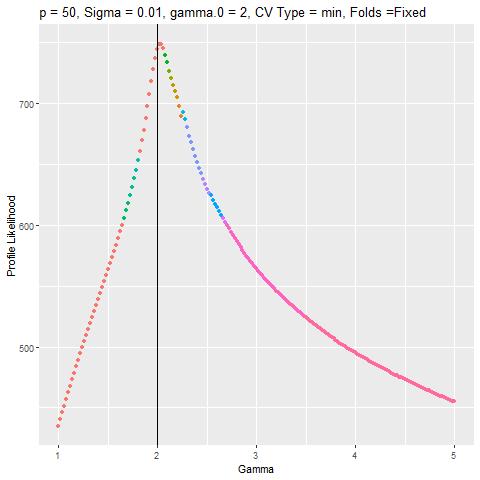 p = 50, Sigma = 0.01, gamma.0 = 2, CV Type = min, Folds =Fixed
Profile Likelihood
700
600
500
1 2 3 4 5
Gamma